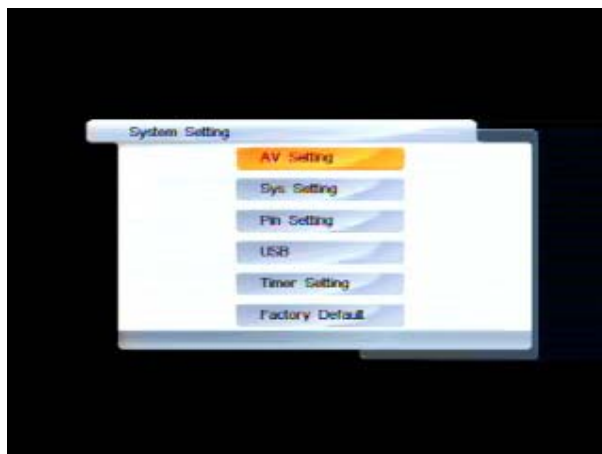 System Setting
AV Setting
Sys. Setting
Pin Setting
USB
Timer Setting
Factory Default